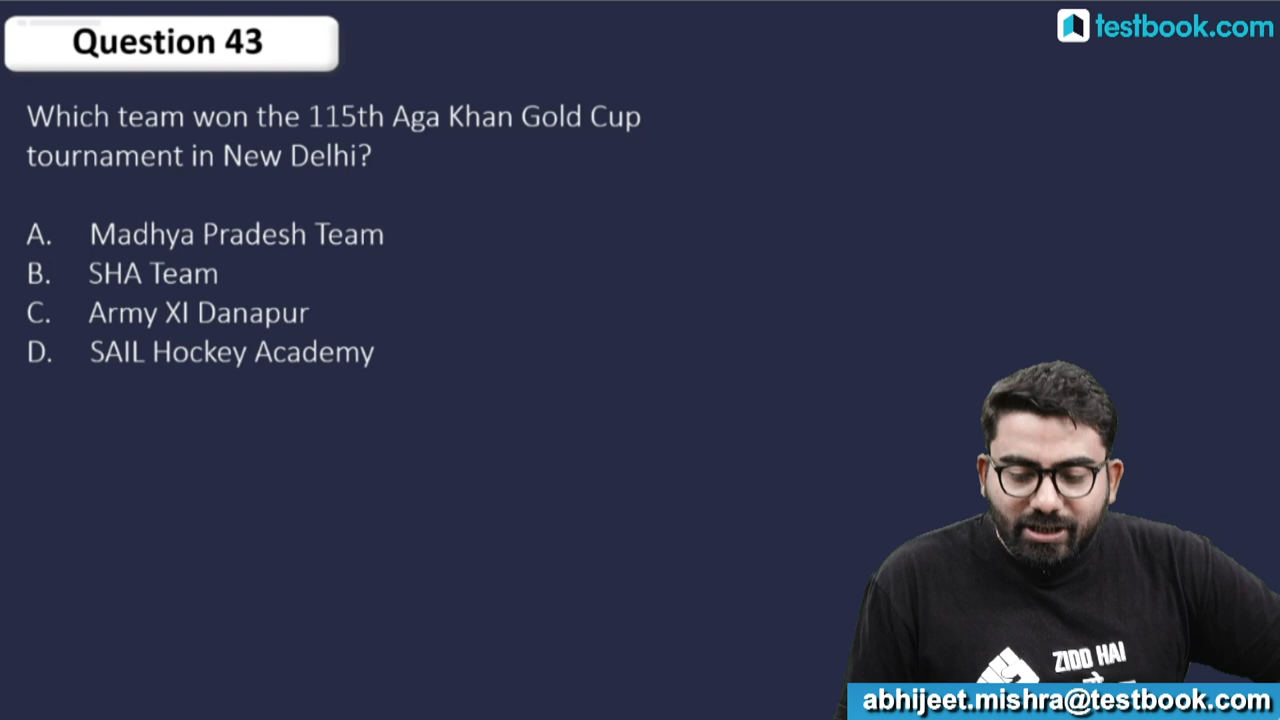 Question 43
testbook.com
Which team won the 115th Aga Khan Gold Cup
tournament in New Delhi?
A. Madhya Pradesh Team
B. SHA Team
C. Army XI Danapur
D. SAIL Hockey Academy
ZIDD HAI
abhijeet.mishra@testbook.com